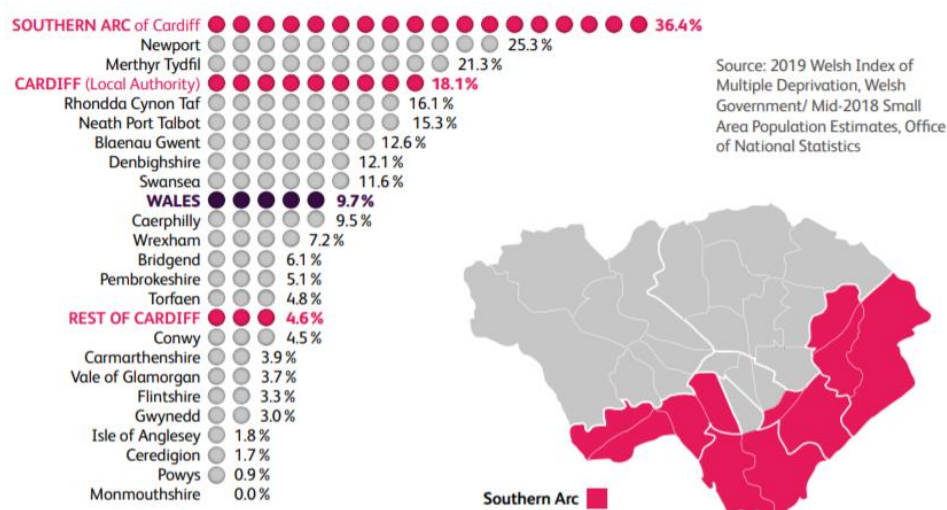 SOUTHERN ARC of Cardiff 36.4%
Newport 25.3%
Merthyr Tydfil 21.3%
CARDIFF (Local Authority) 18.1%
Rhondda Cynon Taf 16.1%
Neath Port Talbot 15.3%
Blaenau Gwent 12.6%
Denbighshire 12.1%
Swansea 11.6%
WALES 9.7%
Caerphilly 9.5%
Wrexham 7.2%
Bridgend 6.1%
Pembrokeshire 5.1%
Torfaen 4.8%
REST OF CARDIFF 4.6%
Conwy 4.5%
Carmarthenshire 3.9%
Vale of Glamorgan 3.7%
Flintshire 3.3%
Gwynedd 3.0%
Isle of Anglesey 1.8%
Ceredigion 1.7%
Powys 0.9%
Monmouthshire 0.0%
Source: 2019 Welsh Index of
Multiple Deprivation, Welsh
Government/ Mid-2018 Small
Area Population Estimates, Office
of National Statistics
Southern Arc